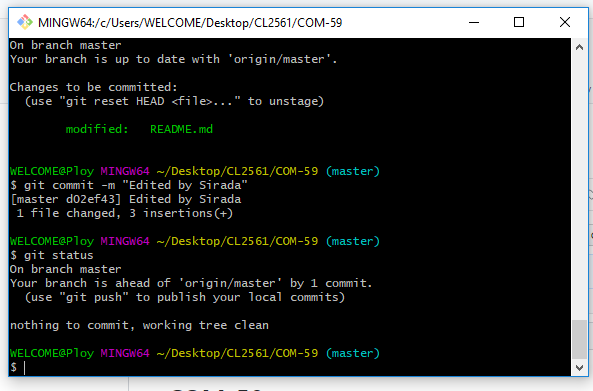 MINGW64:/c/Users/WELCOME/Desktop/CL2561/COM-59
On branch master
Your branch is up to date with 'origin/master'.
Changes to be committed:
(use "git reset HEAD <file>..." to unstage)
modified: README.md
WELCOME@Ploy MINGW64 ~/Desktop/CL2561/COM-59 (master)
$ git commit -m "Edited by Sirada"
[master d02ef43] Edited by Sirada
1 file changed, 3 insertions(+)
WELCOME@Ploy MINGW64 ~/Desktop/CL2561/COM-59 (master)
$ git status
On branch master
Your branch is ahead of 'origin/master' by 1 commit.
(use "git push" to publish your local commits)
nothing to commit, working tree clean
WELCOME@Ploy MINGW64 ~/Desktop/CL2561/COM-59 (master)
$